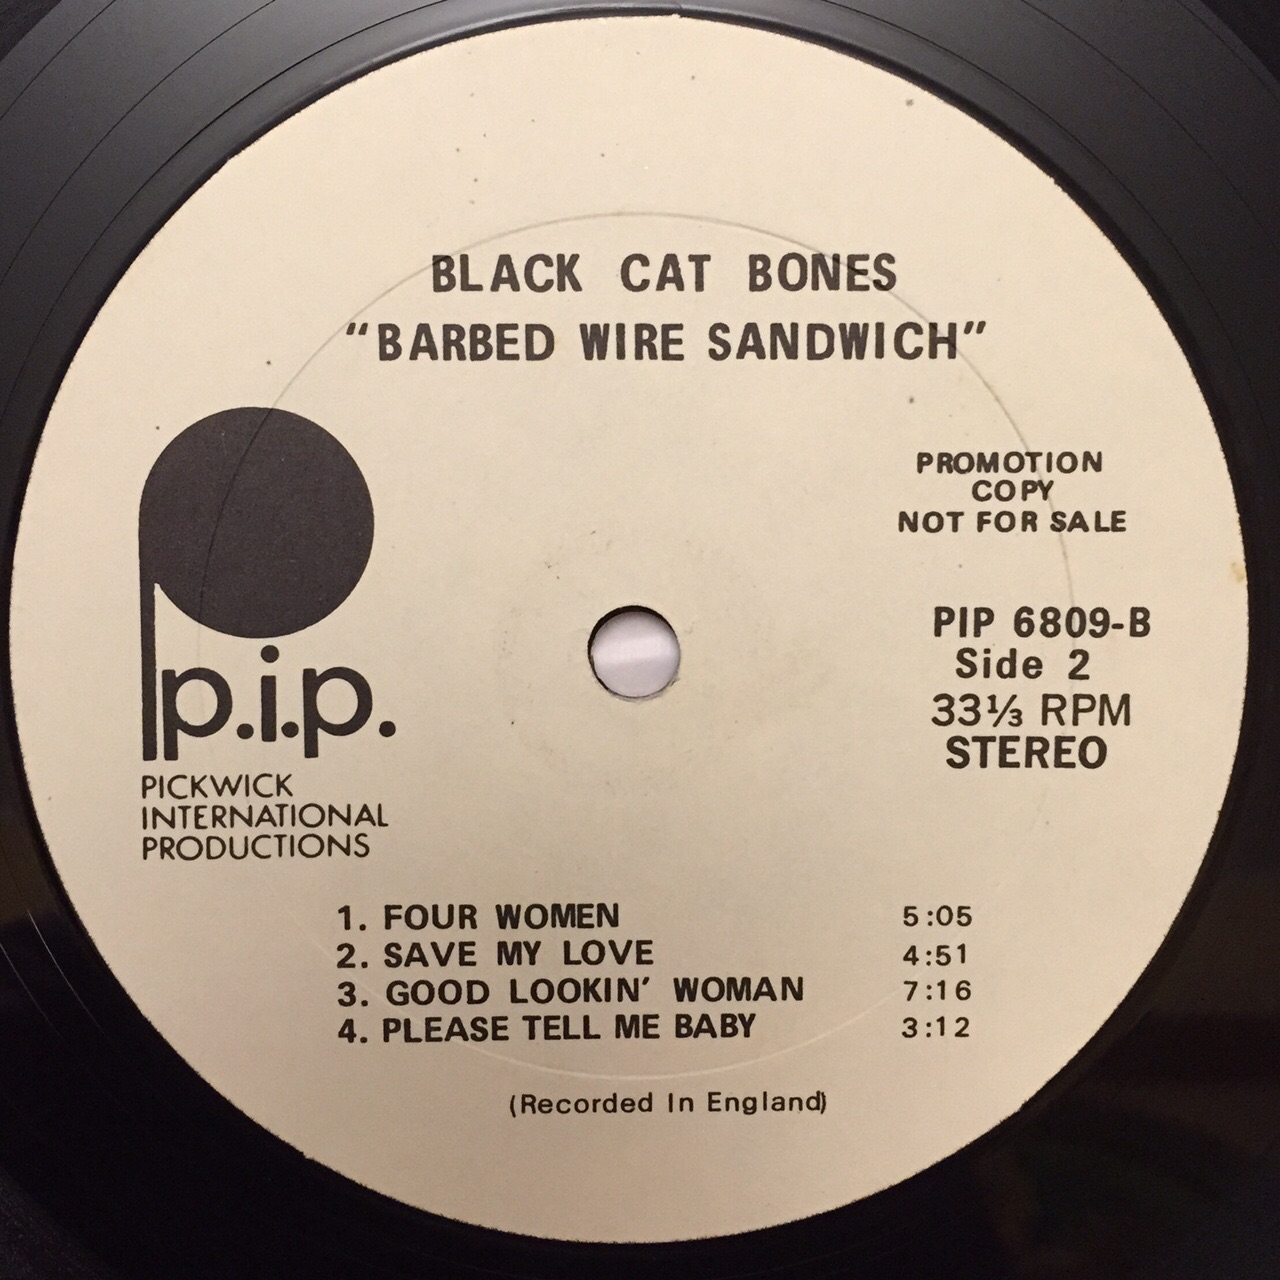 BLACK CAT BONES
“BARBED WIRE SANDWICH”
PROMOTION
COPY
NOT FOR SALE
PIP 6809-B
Side 2
33⅓ RPM
STEREO
p.i.p.
PICKWICK
INTERNATIONAL
PRODUCTIONS
1. FOUR WOMEN 5:05
2. SAVE MY LOVE 4:51
3. GOOD LOOKIN’ WOMAN 7:16
4. PLEASE TELL ME BABY 3:12
(Recorded In England)